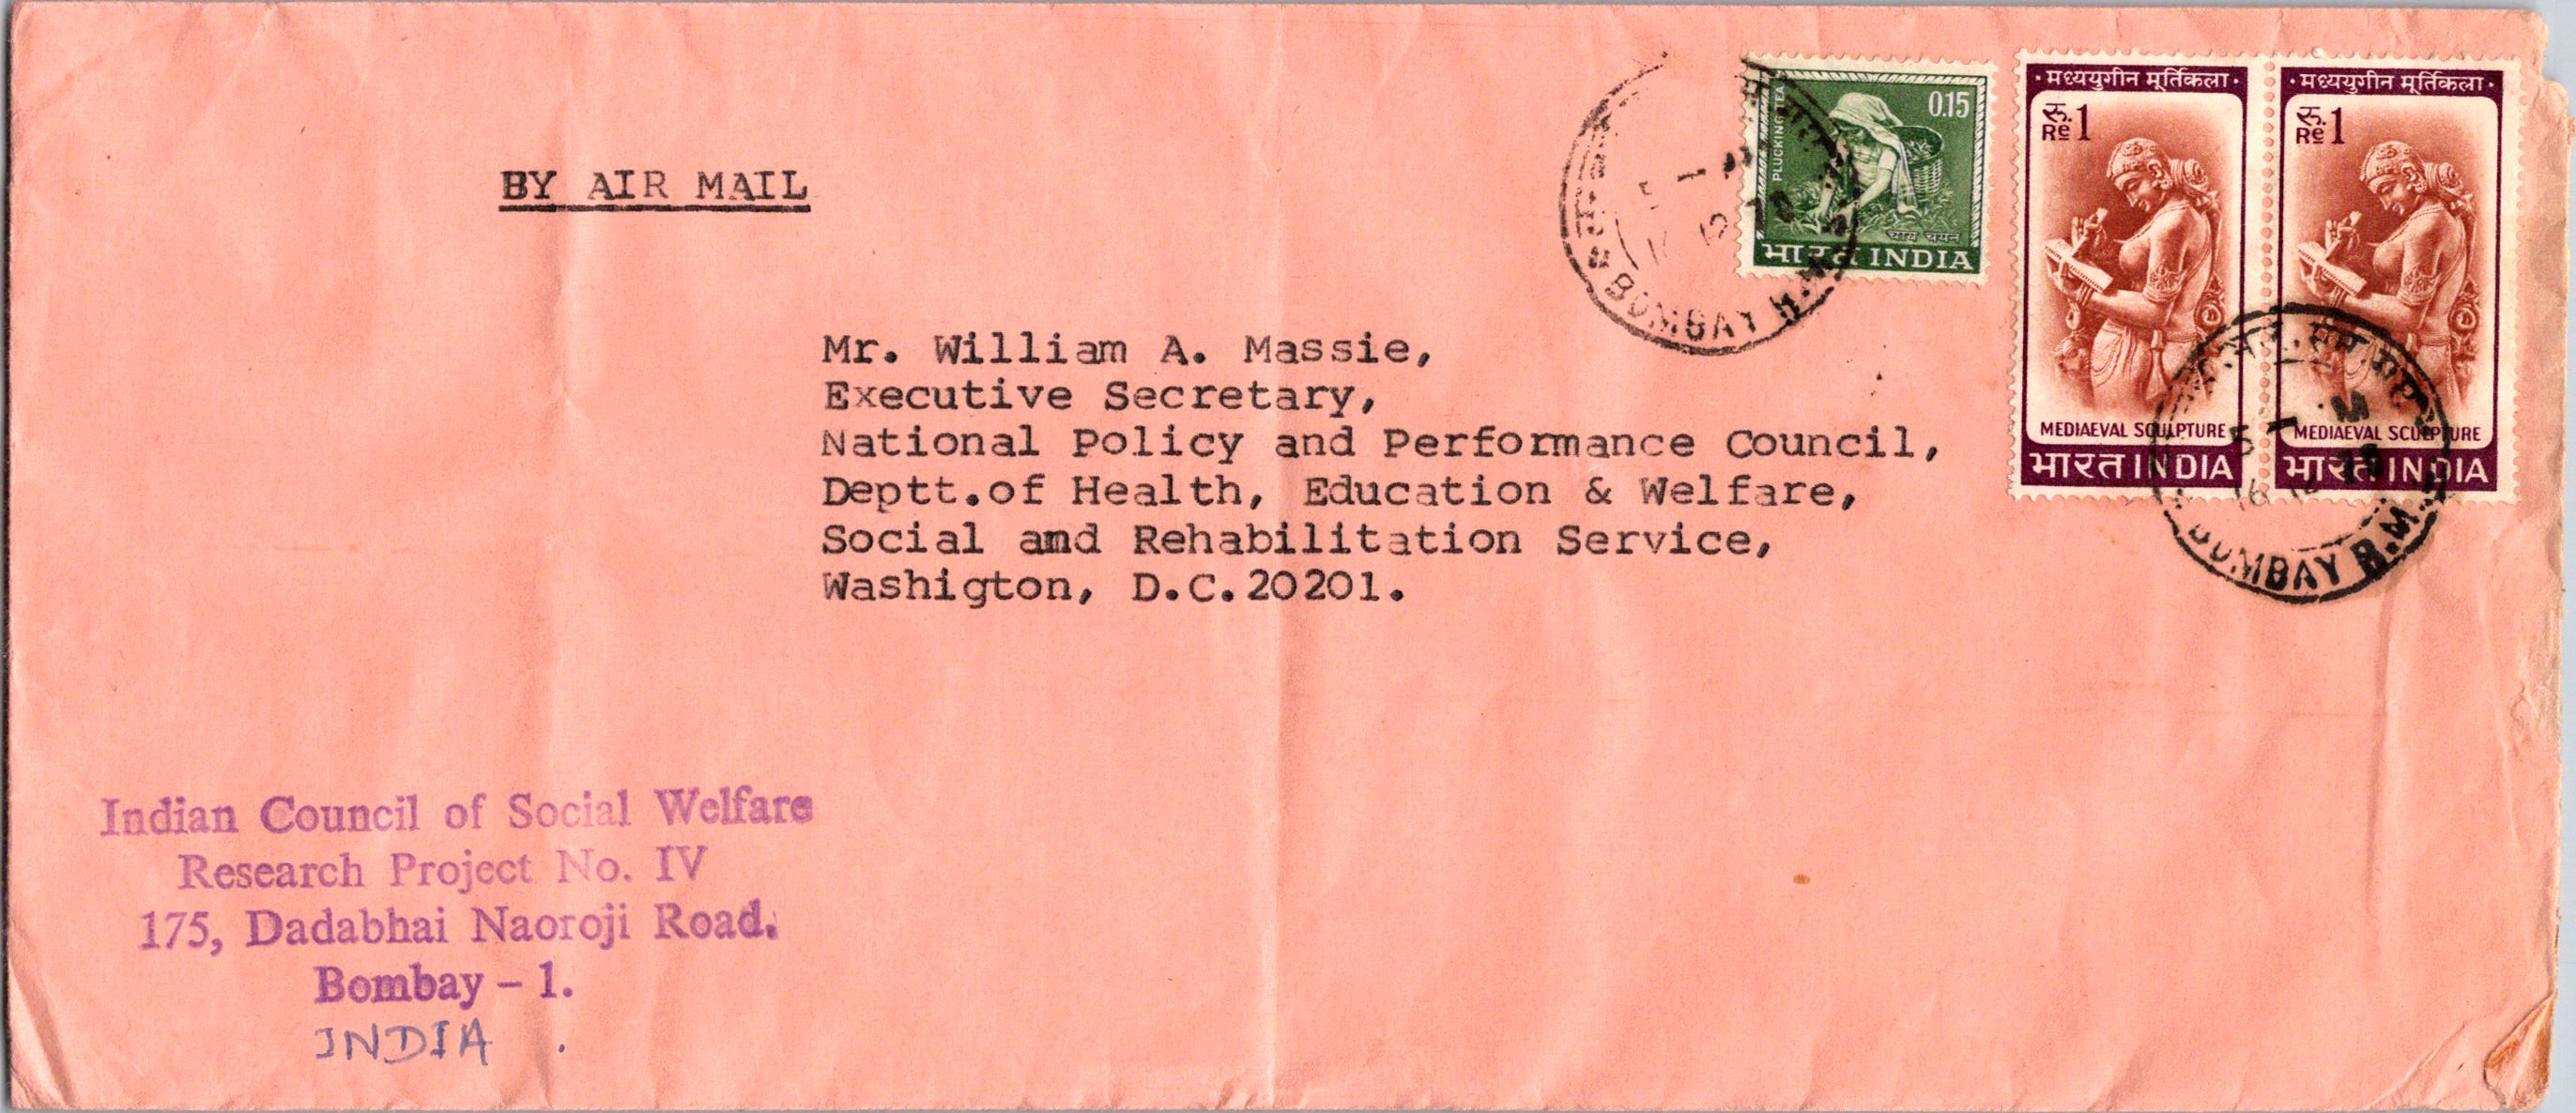 BY AIR MAIL
PLUCKING TEA
0.15
चाय चयन
भारत INDIA
· मध्ययुगीन मूर्तिकला ·
रू. 1
Re
MEDIAEVAL SCULPTURE
भारत INDIA
· मध्ययुगीन मूर्तिकला ·
रू. 1
Re
MEDIAEVAL SCULPTURE
भारत INDIA
BOMBAY R.M.
BOMBAY R.M.
Mr. William A. Massie,
Executive Secretary,
National Policy and Performance Council,
Deptt.of Health, Education & Welfare,
Social and Rehabilitation Service,
Washigton, D.C.20201.
Indian Council of Social Welfare
Research Project No. IV
175, Dadabhai Naoroji Road.
Bombay – 1.
INDIA .